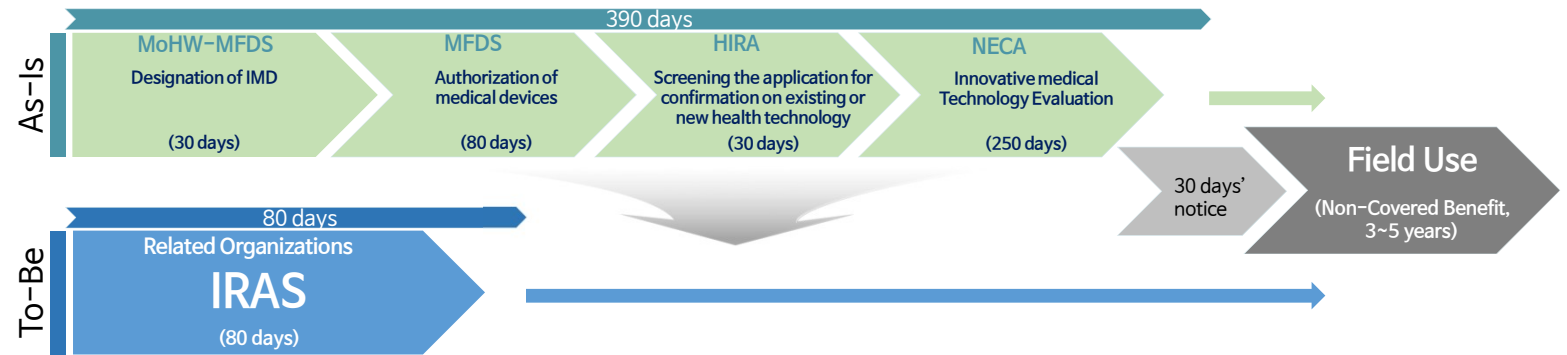 390 days
As-Is
MoHW-MFDS
Designation of IMD
(30 days)
MFDS
Authorization of
medical devices
(80 days)
HIRA
Screening the application for
confirmation on existing or
new health technology
(30 days)
NECA
Innovative medical
Technology Evaluation
(250 days)
30 days'
notice
Field Use
(Non-Covered Benefit,
3~5 years)
80 days
To-Be
Related Organizations
IRAS
(80 days)